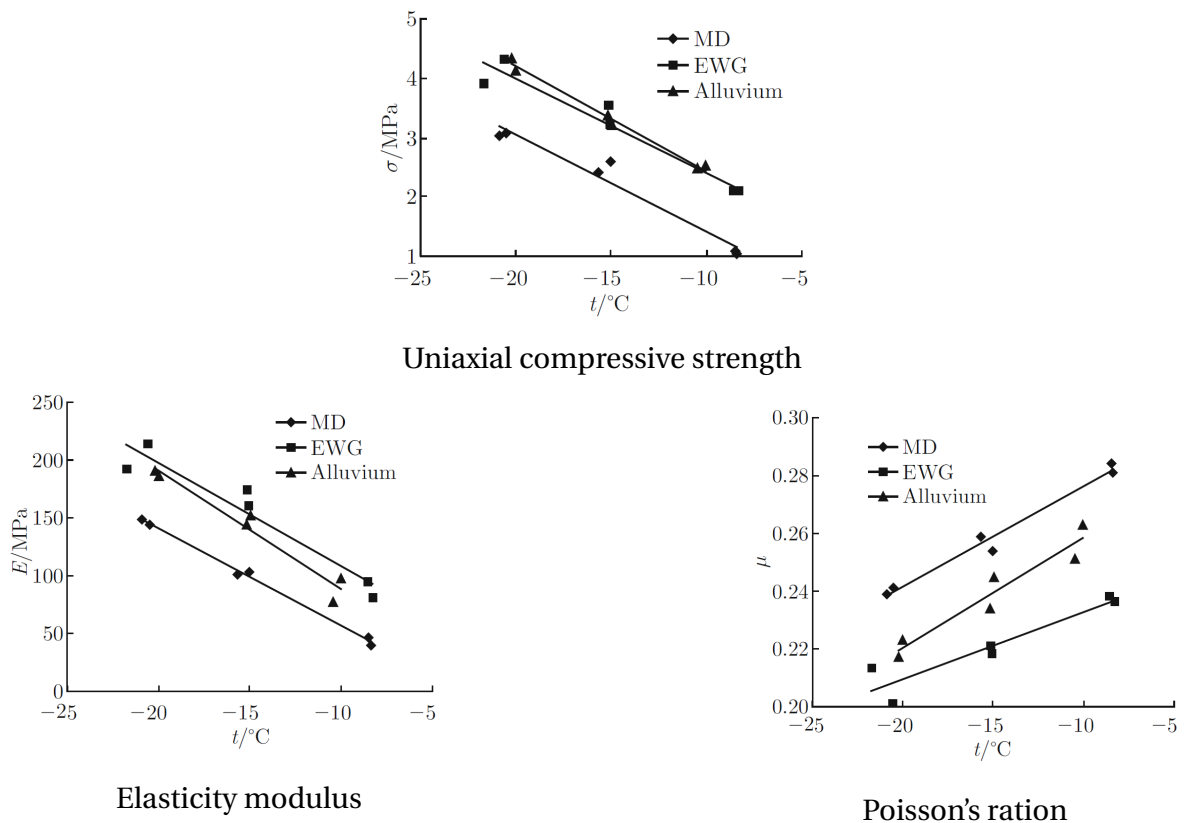 5
4
3
2
1
σ/MPa
MD
EWG
Alluvium
−25
−20
−15
−10
−5
t/°C
Uniaxial compressive strength
250
200
150
100
50
0
E/MPa
MD
EWG
Alluvium
−25
−20
−15
−10
−5
t/°C
Elasticity modulus
0.30
0.28
0.26
0.24
0.22
0.20
μ
MD
EWG
Alluvium
−25
−20
−15
−10
−5
t/°C
Poisson's ration